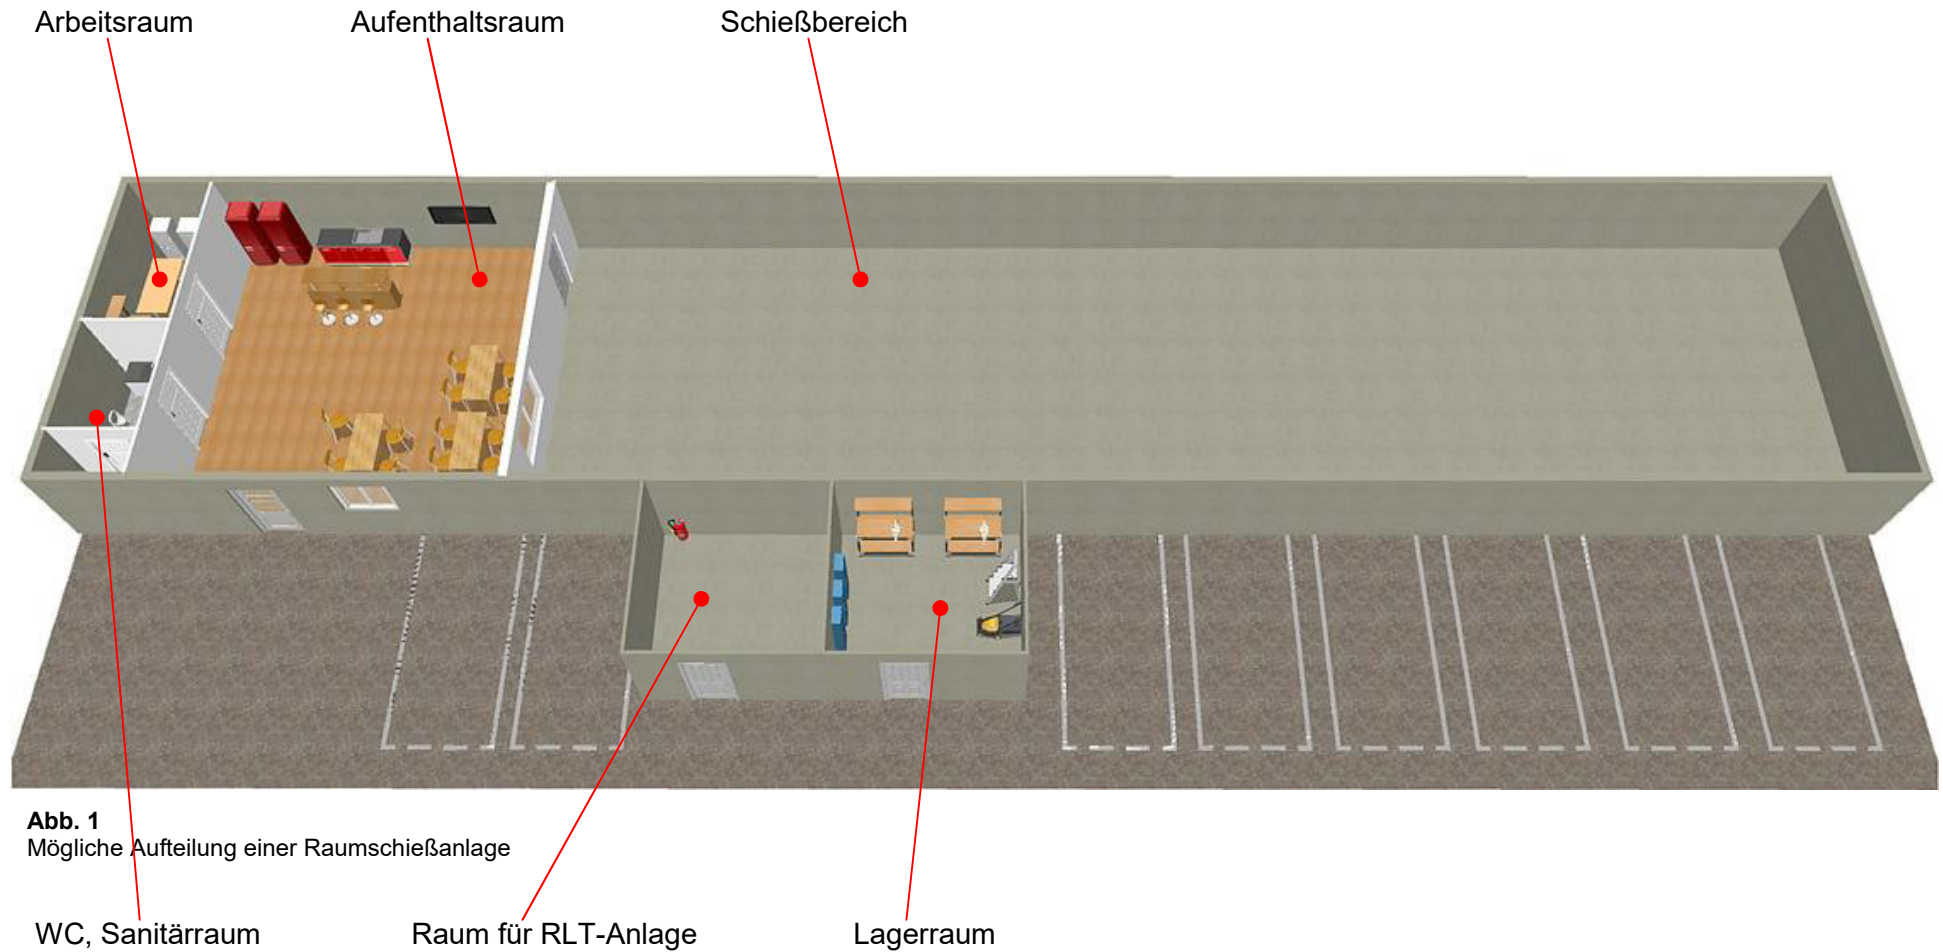 Arbeitsraum
Aufenthaltsraum
Schießbereich
Abb. 1
Mögliche Aufteilung einer Raumschießanlage
WC, Sanitärraum
Raum für RLT-Anlage
Lagerraum